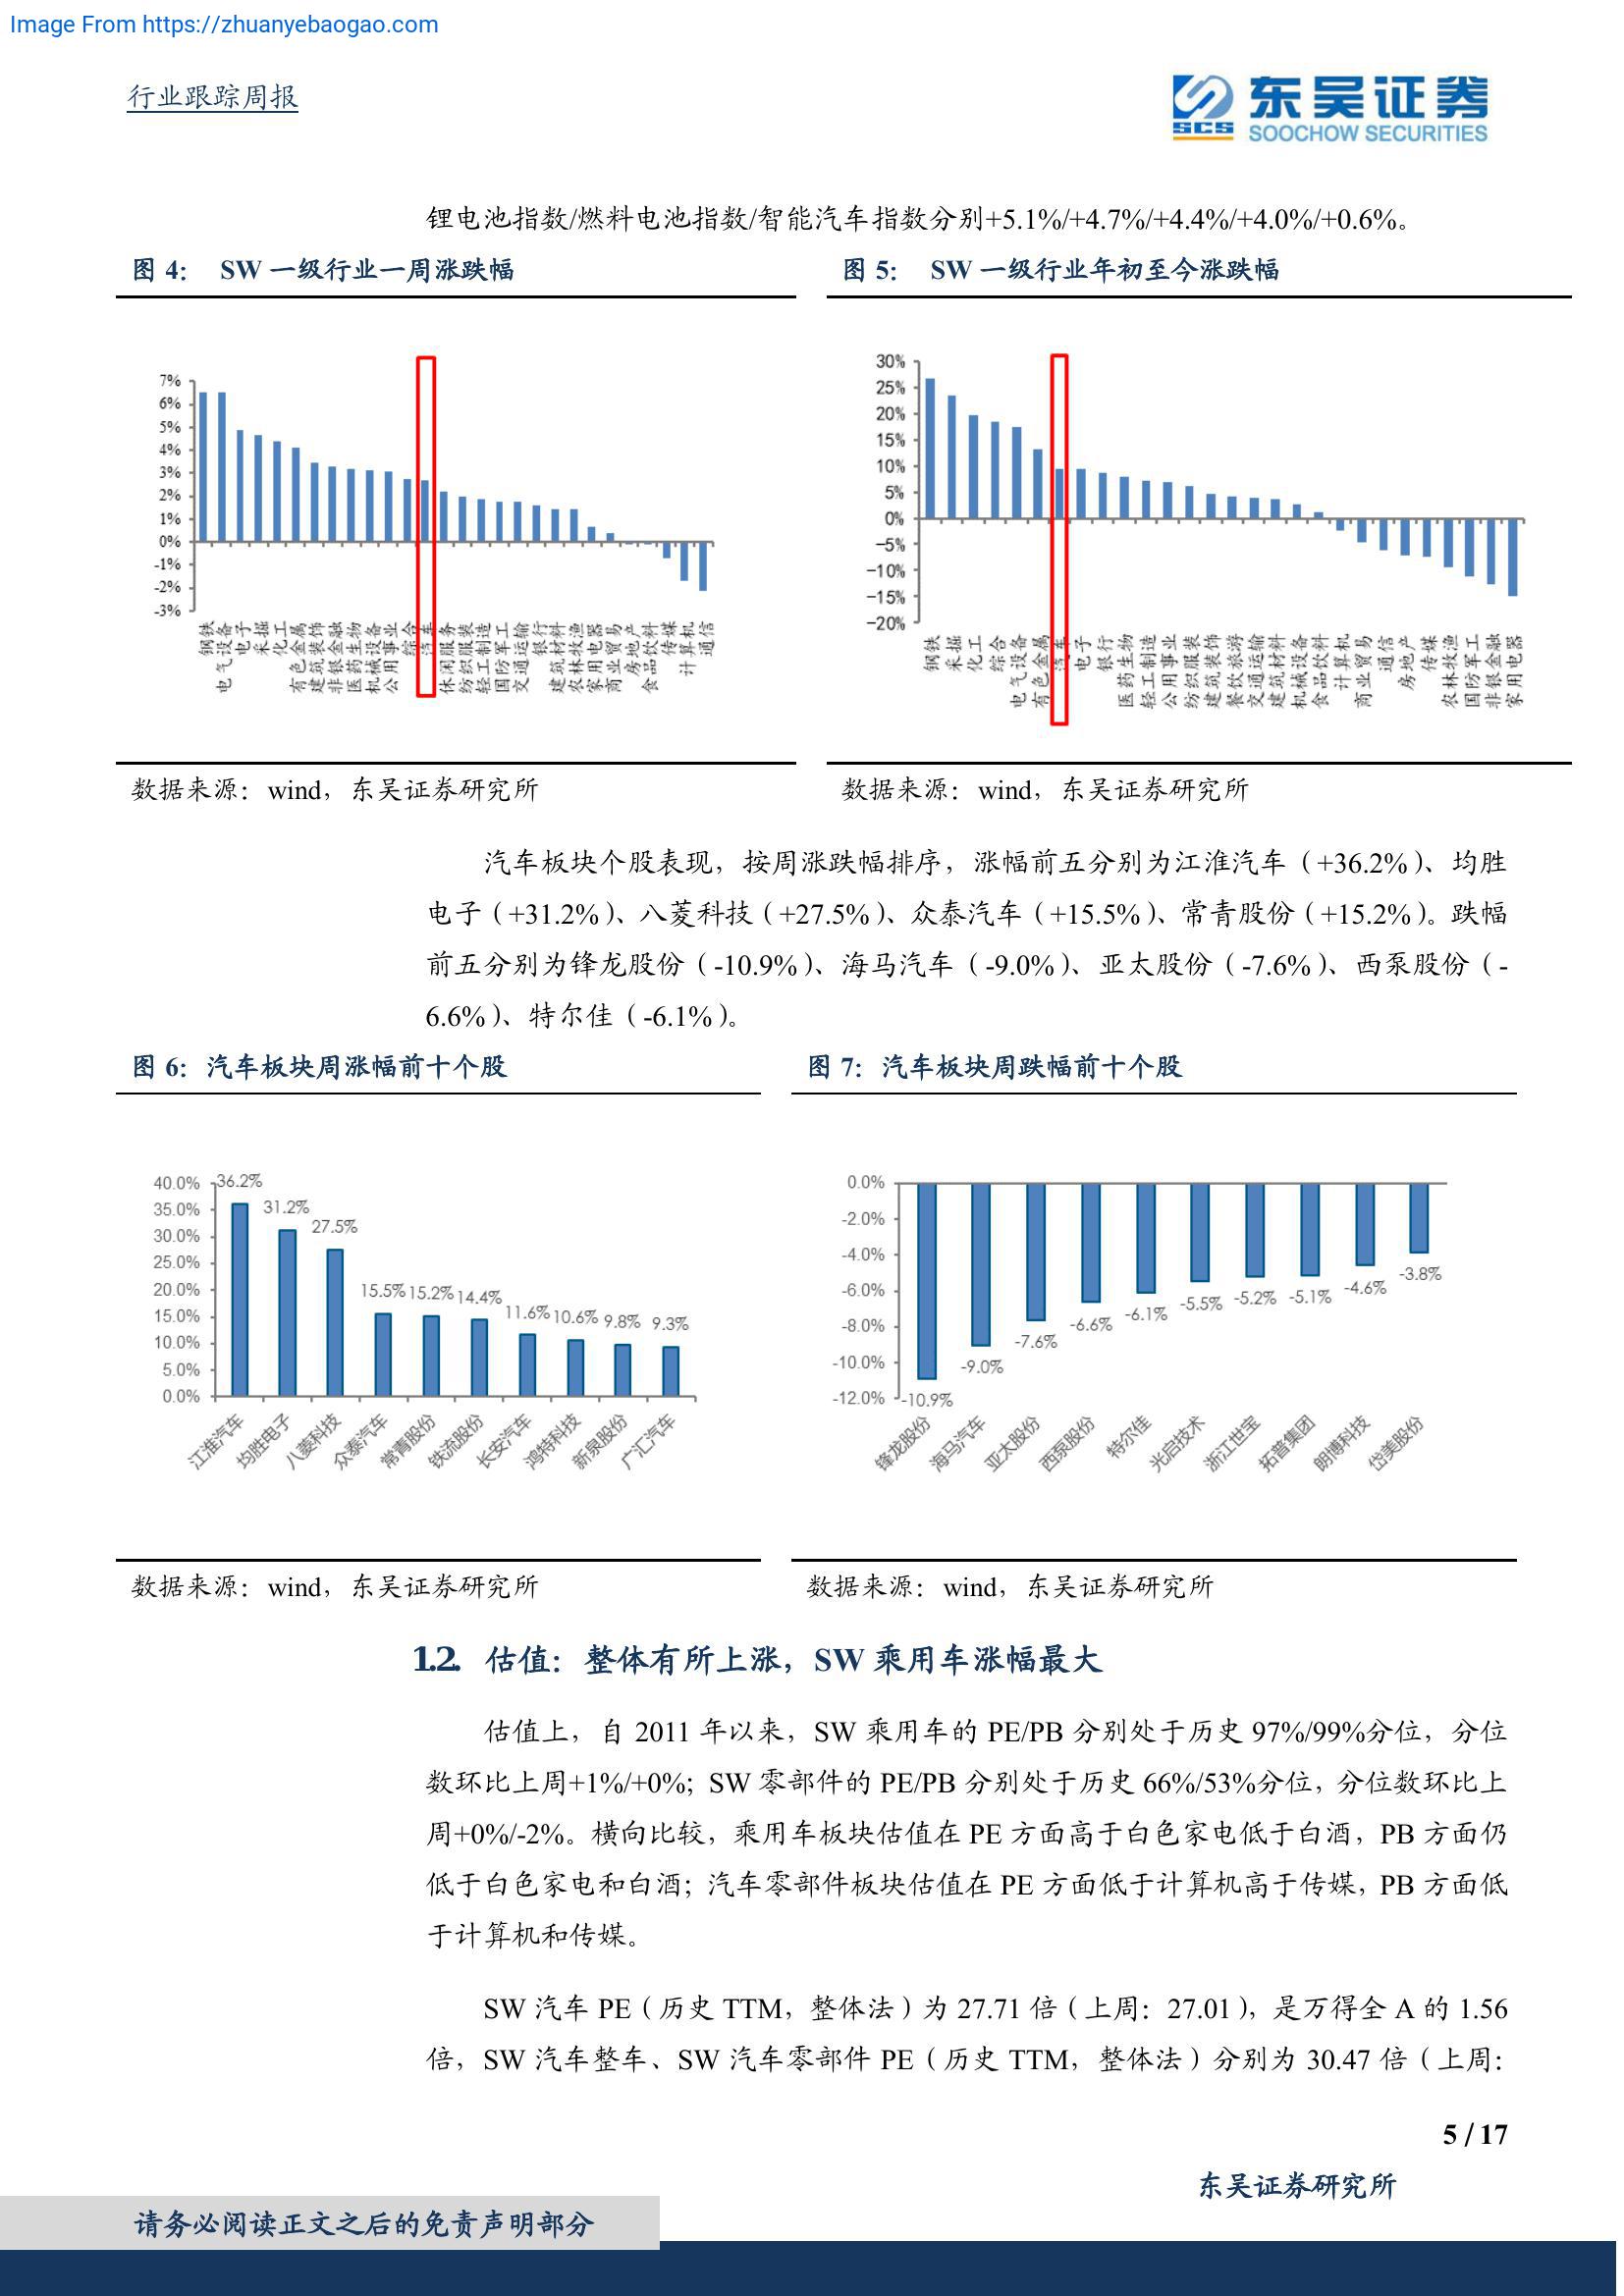 Image From https://zhuanyebaogao.com
行业跟踪周报
东吴证券
SCS
SOOCHOW SECURITIES
锂电池指数/燃料电池指数/智能汽车指数分别+5.1%/+4.7%/+4.4%/+4.0%/+0.6%。
图 4： SW 一级行业一周涨跌幅
图 5： SW 一级行业年初至今涨跌幅
7%
6%
5%
4%
3%
2%
1%
0%
-1%
-2%
-3%
钢铁
电气设备
电子
采掘
化工
有色金属
建筑装饰
非银金融
医药生物
机械设备
公用事业
综合
汽车
休闲服务
纺织服装
轻工制造
国防军工
交通运输
银行
建筑材料
农林牧渔
家用电器
商业贸易
房地产
食品饮料
传媒
计算机
通信
30%
25%
20%
15%
10%
5%
0%
-5%
-10%
-15%
-20%
钢铁
采掘
化工
综合
电气设备
有色金属
汽车
电子
银行
医药生物
轻工制造
公用事业
纺织服装
建筑装饰
餐饮旅游
交通运输
建筑材料
机械设备
食品饮料
计算机
商业贸易
通信
房地产
传媒
农林牧渔
国防军工
非银金融
家用电器
数据来源：wind，东吴证券研究所
数据来源：wind，东吴证券研究所
汽车板块个股表现，按周涨跌幅排序，涨幅前五分别为江淮汽车（+36.2%）、均胜
电子（+31.2%）、八菱科技（+27.5%）、众泰汽车（+15.5%）、常青股份（+15.2%）。跌幅
前五分别为锋龙股份（-10.9%）、海马汽车（-9.0%）、亚太股份（-7.6%）、西泵股份（-
6.6%）、特尔佳（-6.1%）。
图 6：汽车板块周涨幅前十个股
图 7：汽车板块周跌幅前十个股
40.0%
35.0%
30.0%
25.0%
20.0%
15.0%
10.0%
5.0%
0.0%
36.2%
31.2%
27.5%
15.5%
15.2%
14.4%
11.6%
10.6%
9.8%
9.3%
江淮汽车
均胜电子
八菱科技
众泰汽车
常青股份
铁流股份
长安汽车
鸿特科技
新泉股份
广汇汽车
0.0%
-2.0%
-4.0%
-6.0%
-8.0%
-10.0%
-12.0%
-10.9%
-9.0%
-7.6%
-6.6%
-6.1%
-5.5%
-5.2%
-5.1%
-4.6%
-3.8%
锋龙股份
海马汽车
亚太股份
西泵股份
特尔佳
光启技术
浙江世宝
拓普集团
朗博科技
岱美股份
数据来源：wind，东吴证券研究所
数据来源：wind，东吴证券研究所
1.2. 估值：整体有所上涨，SW 乘用车涨幅最大
估值上，自 2011 年以来，SW 乘用车的 PE/PB 分别处于历史 97%/99%分位，分位
数环比上周+1%/+0%；SW 零部件的 PE/PB 分别处于历史 66%/53%分位，分位数环比上
周+0%/-2%。横向比较，乘用车板块估值在 PE 方面高于白色家电低于白酒，PB 方面仍
低于白色家电和白酒；汽车零部件板块估值在 PE 方面低于计算机高于传媒，PB 方面低
于计算机和传媒。
SW 汽车 PE（历史 TTM，整体法）为 27.71 倍（上周：27.01），是万得全 A 的 1.56
倍，SW 汽车整车、SW 汽车零部件 PE（历史 TTM，整体法）分别为 30.47 倍（上周：
5 / 17
东吴证券研究所
请务必阅读正文之后的免责声明部分